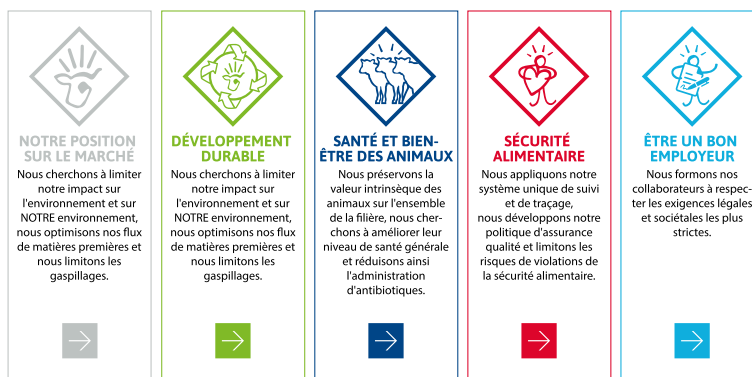 NOTRE POSITION
SUR LE MARCHÉ
Nous cherchons à limiter
notre impact sur
l'environnement et sur
NOTRE environnement,
nous optimisons nos flux
de matières premières et
nous limitons les
gaspillages.
DÉVELOPPEMENT
DURABLE
Nous cherchons à limiter
notre impact sur
l'environnement et sur
NOTRE environnement,
nous optimisons nos flux
de matières premières et
nous limitons les
gaspillages.
SANTÉ ET BIEN-
ÊTRE DES ANIMAUX
Nous préservons la
valeur intrinsèque des
animaux sur l'ensemble
de la filière, nous cher-
chons à améliorer leur
niveau de santé générale
et réduisons ainsi
l'administration
d'antibiotiques.
SÉCURITÉ
ALIMENTAIRE
Nous appliquons notre
système unique de suivi
et de traçage,
nous développons notre
politique d'assurance
qualité et limitons les
risques de violations de
la sécurité alimentaire.
ÊTRE UN BON
EMPLOYEUR
Nous formons nos
collaborateurs à respec-
ter les exigences légales
et sociétales les plus
strictes.